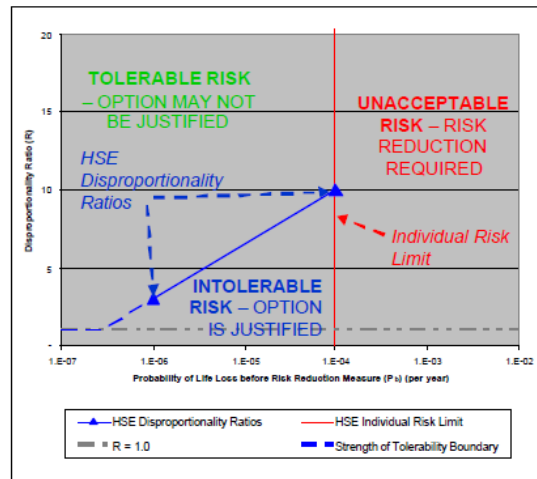 20
15
10
5
-
Disproportionality Ratio (R)
TOLERABLE RISK
– OPTION MAY NOT
BE JUSTIFIED
UNACCEPTABLE
RISK – RISK
REDUCTION
REQUIRED
HSE
Disproportionality
Ratios
Individual Risk
Limit
INTOLERABLE
RISK – OPTION
IS JUSTIFIED
1.E-07 1.E-06 1.E-05 1.E-04 1.E-03 1.E-02
Probability of Life Loss before Risk Reduction Measure (P b) (per year)
HSE Disproportionality Ratios HSE Individual Risk Limit
R = 1.0 Strength of Tolerability Boundary